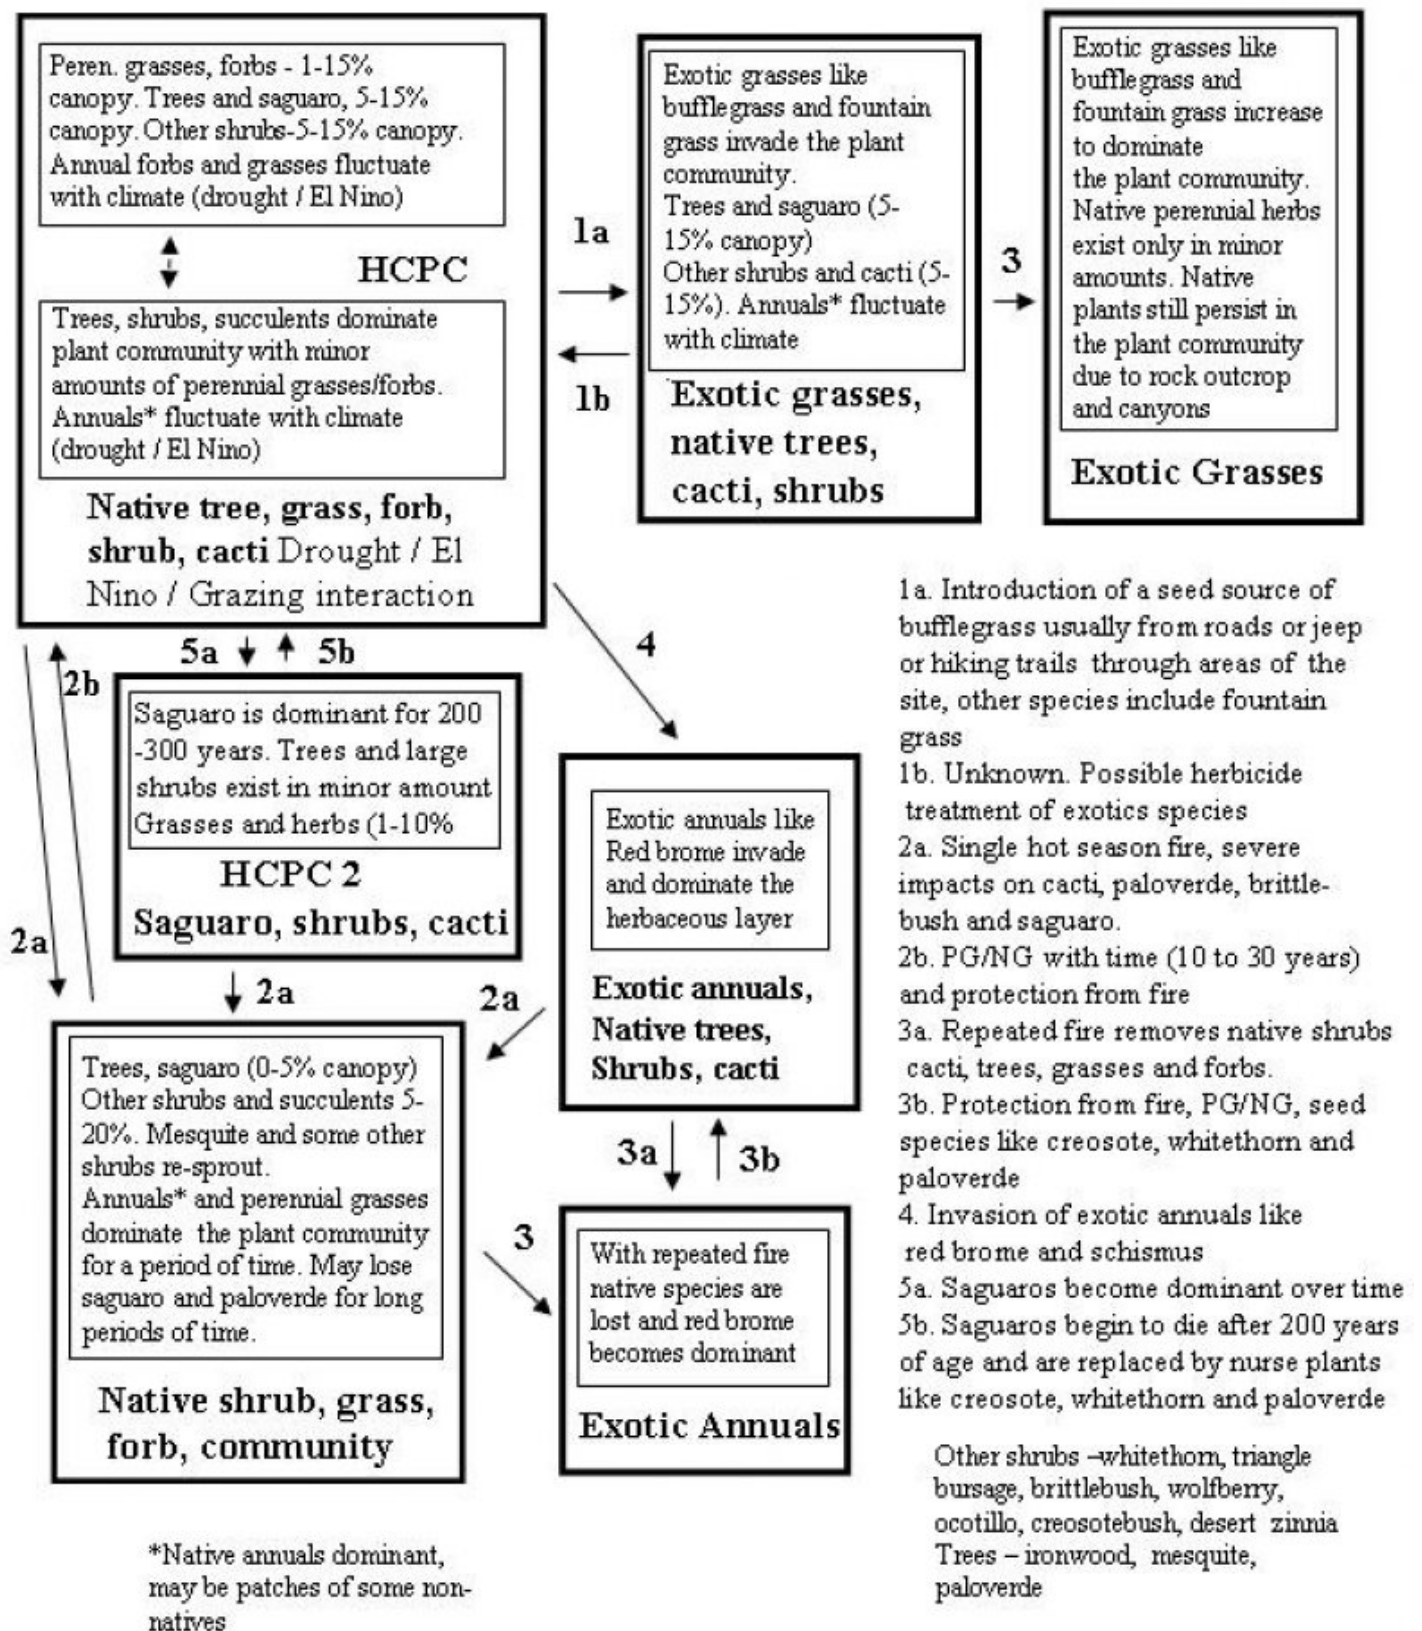 Peren. grasses, forbs - 1-15%
canopy. Trees and saguaro, 5-15%
canopy. Other shrubs-5-15% canopy.
Annual forbs and grasses fluctuate
with climate (drought / El Nino)
HCPC
Trees, shrubs, succulents dominate
plant community with minor
amounts of perennial grasses/forbs.
Annuals* fluctuate with climate
(drought / El Nino)
Native tree, grass, forb,
shrub, cacti Drought / El
Nino / Grazing interaction
1a
1b
Exotic grasses like
bufflegrass and fountain
grass invade the plant
community.
Trees and saguaro (5-
15% canopy)
Other shrubs and cacti (5-
15%). Annuals* fluctuate
with climate
Exotic grasses,
native trees,
cacti, shrubs
3
Exotic grasses like
bufflegrass and
fountain grass increase
to dominate
the plant community.
Native perennial herbs
exist only in minor
amounts. Native
plants still persist in
the plant community
due to rock outcrop
and canyons
Exotic Grasses
5a
5b
4
2b
2a
Saguaro is dominant for 200
-300 years. Trees and large
shrubs exist in minor amount
Grasses and herbs (1-10%
HCPC 2
Saguaro, shrubs, cacti
2a
2a
Exotic annuals like
Red brome invade
and dominate the
herbaceous layer
Exotic annuals,
Native trees,
Shrubs, cacti
3a
3b
Trees, saguaro (0-5% canopy)
Other shrubs and succulents 5-
20%. Mesquite and some other
shrubs re-sprout.
Annuals* and perennial grasses
dominate the plant community
for a period of time. May lose
saguaro and paloverde for long
periods of time.
Native shrub, grass,
forb, community
3
With repeated fire
native species are
lost and red brome
becomes dominant
Exotic Annuals
1a. Introduction of a seed source of
bufflegrass usually from roads or jeep
or hiking trails through areas of the
site, other species include fountain
grass
1b. Unknown. Possible herbicide
treatment of exotics species
2a. Single hot season fire, severe
impacts on cacti, paloverde, brittle-
bush and saguaro.
2b. PG/NG with time (10 to 30 years)
and protection from fire
3a. Repeated fire removes native shrubs
cacti, trees, grasses and forbs.
3b. Protection from fire, PG/NG, seed
species like creosote, whitethorn and
paloverde
4. Invasion of exotic annuals like
red brome and schismus
5a. Saguaros become dominant over time
5b. Saguaros begin to die after 200 years
of age and are replaced by nurse plants
like creosote, whitethorn and paloverde
Other shrubs –whitethorn, triangle
bursage, brittlebush, wolfberry,
ocotillo, creosotebush, desert zinnia
Trees – ironwood, mesquite,
paloverde
*Native annuals dominant,
may be patches of some non-
natives